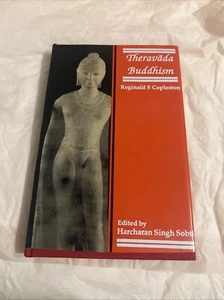 Theravāda
Buddhism
Reginald S Copleston
Edited by
Harcharan Singh Sobti